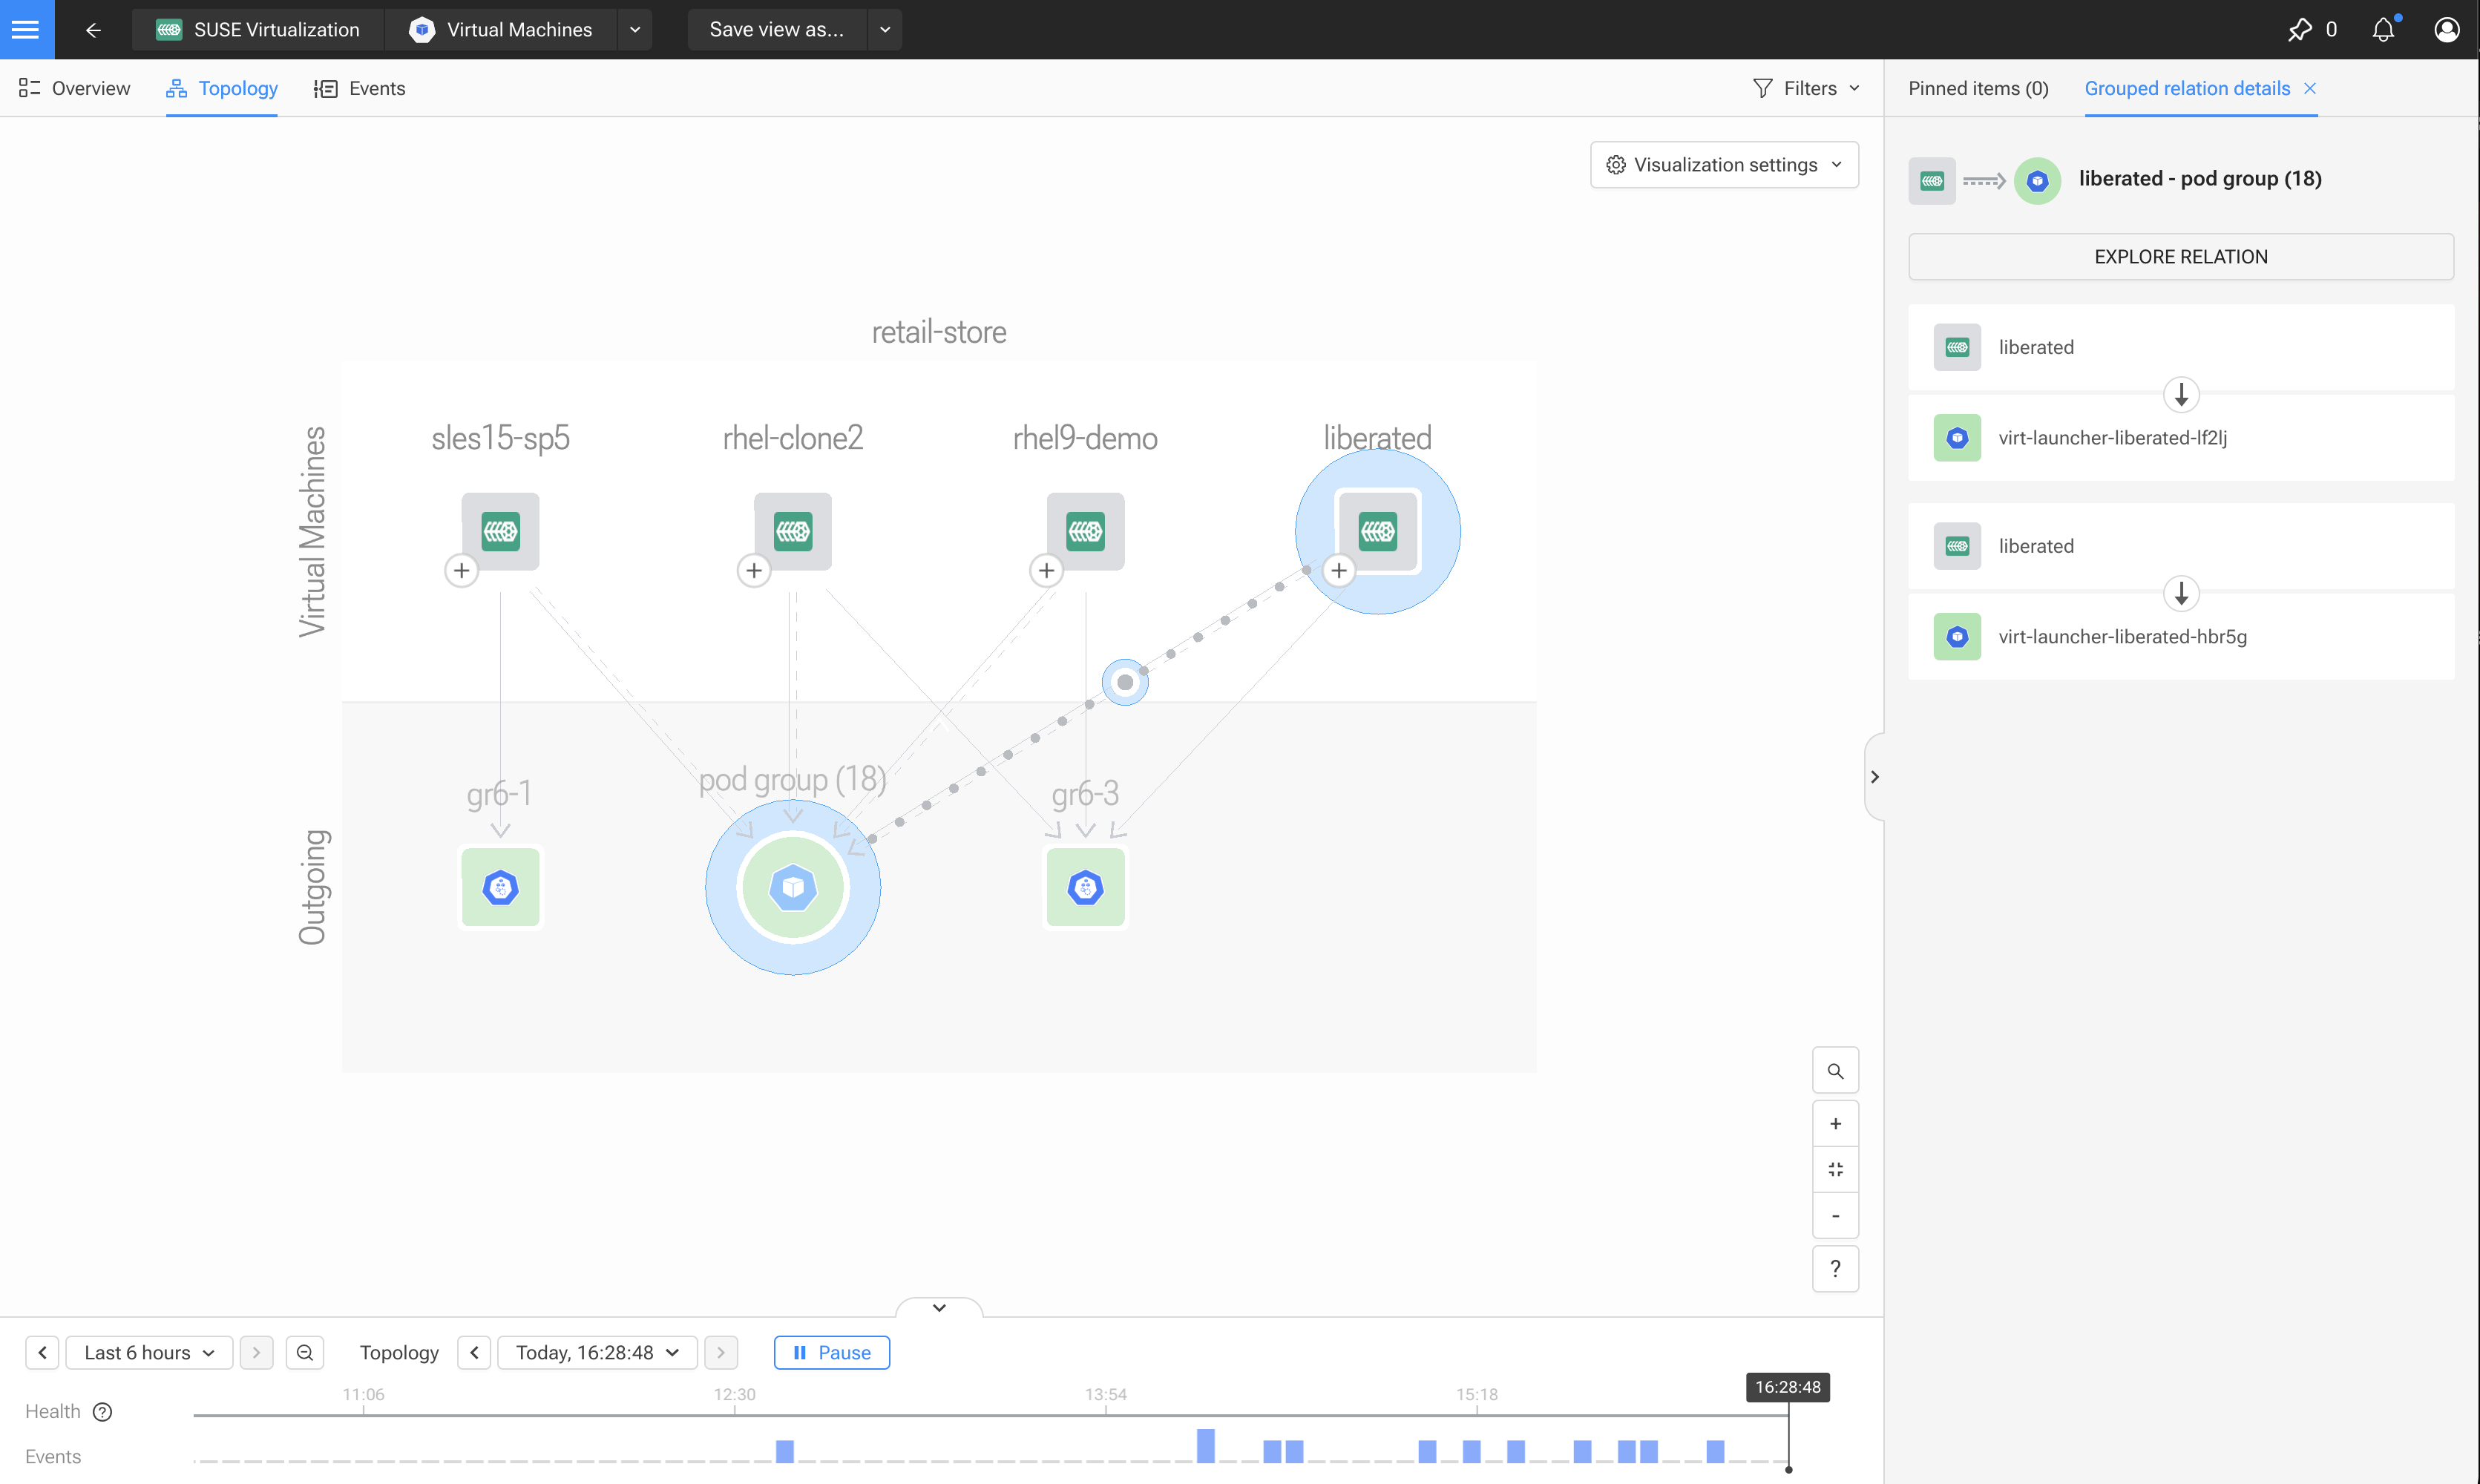 SUSE Virtualization
Virtual Machines
Save view as...
0
Overview
Topology
Events
Filters
Pinned items (0)
Grouped relation details
Visualization settings
liberated - pod group (18)
EXPLORE RELATION
liberated
virt-launcher-liberated-lf2lj
liberated
virt-launcher-liberated-hbr5g
retail-store
Virtual Machines
sles15-sp5
rhel-clone2
rhel9-demo
liberated
Outgoing
gr6-1
pod group (18)
gr6-3
+
-
?
Last 6 hours
Topology
Today, 16:28:48
Pause
11:06
12:30
13:54
15:18
16:28:48
Health ?
Events